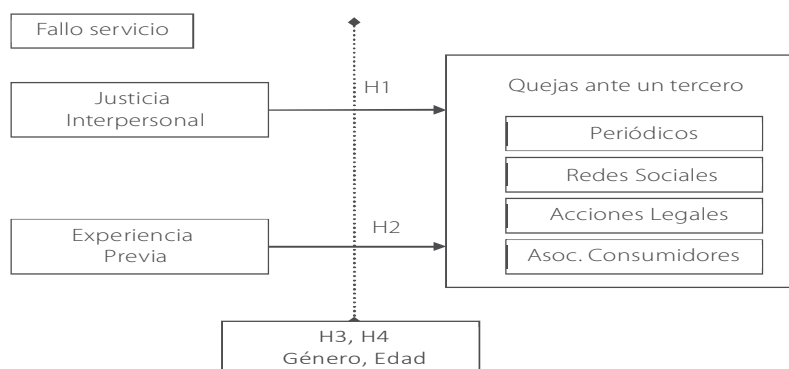 Fallo servicio
Justicia
Interpersonal
H1
Quejas ante un tercero
Periódicos
Redes Sociales
Acciones Legales
Asoc. Consumidores
Experiencia
Previa
H2
H3, H4
Género, Edad